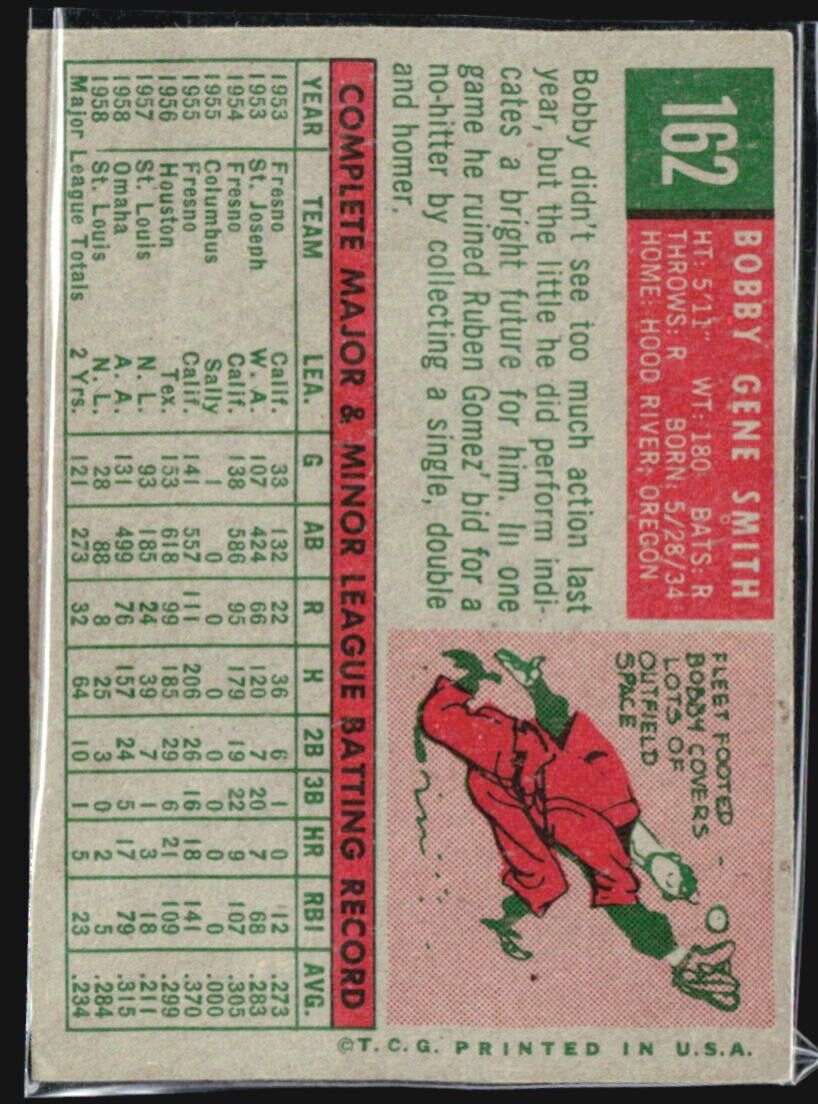 162
BOBBY GENE SMITH
HT: 5'11" WT: 180 BATS: R
THROWS: R BORN: 5/28/34
HOME: HOOD RIVER, OREGON
Bobby didn't see too much action last
year, but the little he did perform indi-
cates a bright future for him. In one
game he ruined Ruben Gomez' bid for a
no-hitter by collecting a single, double
and homer.
FLEET FOOTED
BOBBY COVERS
LOTS OF
OUTFIELD
SPACE
COMPLETE MAJOR & MINOR LEAGUE BATTING RECORD
YEAR TEAM LEA. G AB R H 2B 3B HR RBI AVG.
1953 Fresno Calif. 33 132 22 36 6 1 0 12 .273
1953 St. Joseph W. A. 107 424 66 120 7 20 7 68 .283
1954 Fresno Calif. 138 586 95 179 19 22 9 107 .305
1955 Columbus Sally 1 0 0 0 0 0 0 0 .000
1955 Fresno Calif. 141 557 111 206 26 16 18 141 .370
1956 Houston Tex. 153 618 99 185 29 6 21 109 .299
1957 St. Louis N. L. 93 185 24 39 7 1 3 18 .211
1958 Omaha A. A. 131 499 76 157 24 5 17 79 .315
1958 St. Louis N. L. 28 88 8 25 3 0 2 5 .284
Major League Totals 2 Yrs. 121 273 32 64 10 1 5 23 .234
©T.C.G. PRINTED IN U.S.A.